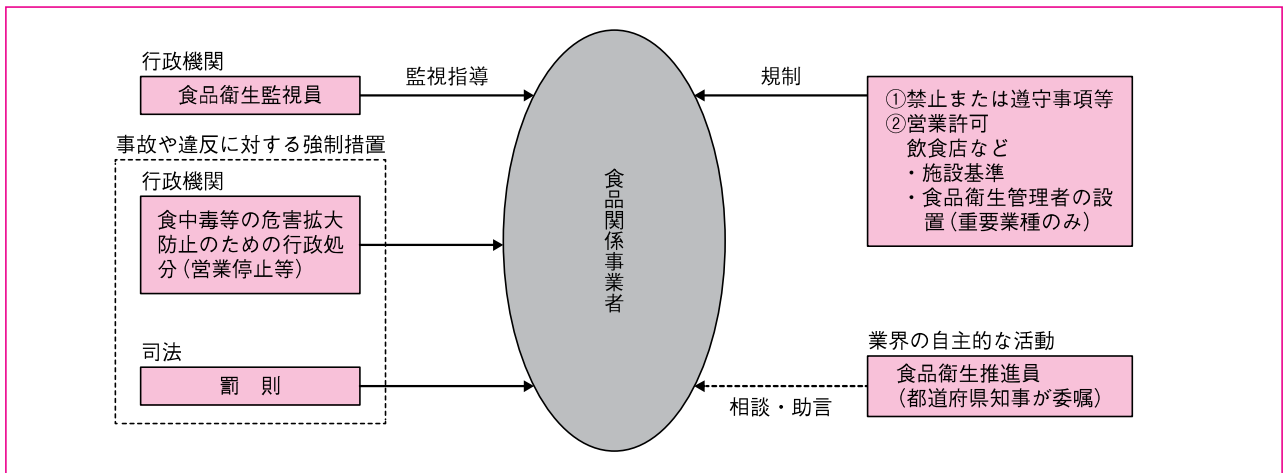 行政機関
食品衛生監視員
監視指導
事故や違反に対する強制措置
行政機関
食中毒等の危害拡大
防止のための行政処
分(営業停止等)
司法
罰　則
食品関係事業者
規制
①禁止または遵守事項等
②営業許可
飲食店など
・施設基準
・食品衛生管理者の設
置(重要業種のみ)
業界の自主的な活動
食品衛生推進員
(都道府県知事が委嘱)
相談・助言